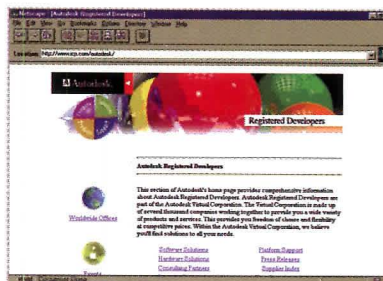 Netscape: [Autodesk Registered Developers]
File Edit View Go Bookmarks Options Directory Window Help
Location:
Autodesk.
Registered Developers
Autodesk Registered Developers
This section of Autodesk's home page provides comprehensive information
about Autodesk Registered Developers. Autodesk Registered Developers are
part of the Autodesk Virtual Corporation. The Virtual Corporation is made up
of several thousand companies working together to provide you a wide variety
of products and services. This provides you freedom of choice and flexibility
at competitive prices. Within the Autodesk Virtual Corporation, we believe
you'll find solutions to all your needs.
Worldwide Offices
Software Solutions
Platform Support
Hardware Solutions
Press Releases
Consulting Partners
Supplier Index
Events